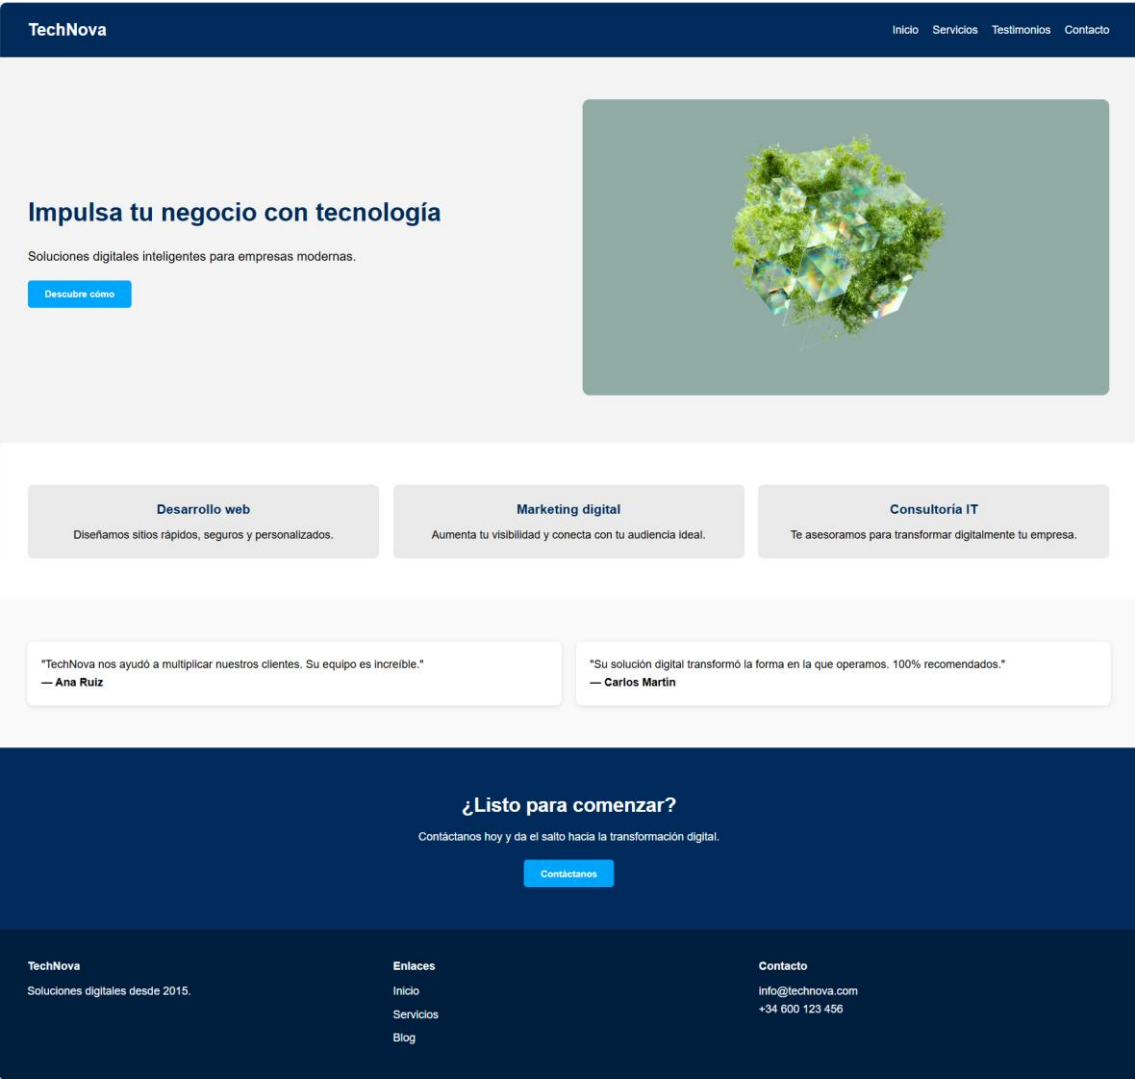 TechNova
Inicio Servicios Testimonios Contacto
Impulsa tu negocio con tecnología
Soluciones digitales inteligentes para empresas modernas.
Descubre cómo
Desarrollo web
Diseñamos sitios rápidos, seguros y personalizados.
Marketing digital
Aumenta tu visibilidad y conecta con tu audiencia ideal.
Consultoría IT
Te asesoramos para transformar digitalmente tu empresa.
"TechNova nos ayudó a multiplicar nuestros clientes. Su equipo es increíble."
— Ana Ruiz
"Su solución digital transformó la forma en la que operamos. 100% recomendados."
— Carlos Martin
¿Listo para comenzar?
Contáctanos hoy y da el salto hacia la transformación digital.
Contáctanos
TechNova
Soluciones digitales desde 2015.
Enlaces
Inicio
Servicios
Blog
Contacto
info@technova.com
+34 600 123 456